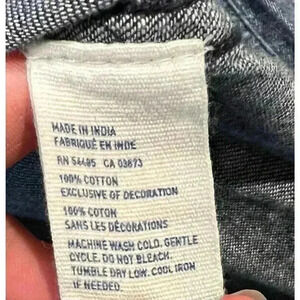 MADE IN INDIA
FABRIQUÉ EN INDE
RN 54485 CA 03873
100% COTTON
EXCLUSIVE OF DECORATION
100% COTON
SANS LES DÉCORATIONS
MACHINE WASH COLD. GENTLE
CYCLE. DO NOT BLEACH.
TUMBLE DRY LOW. COOL IRON
IF NEEDED.